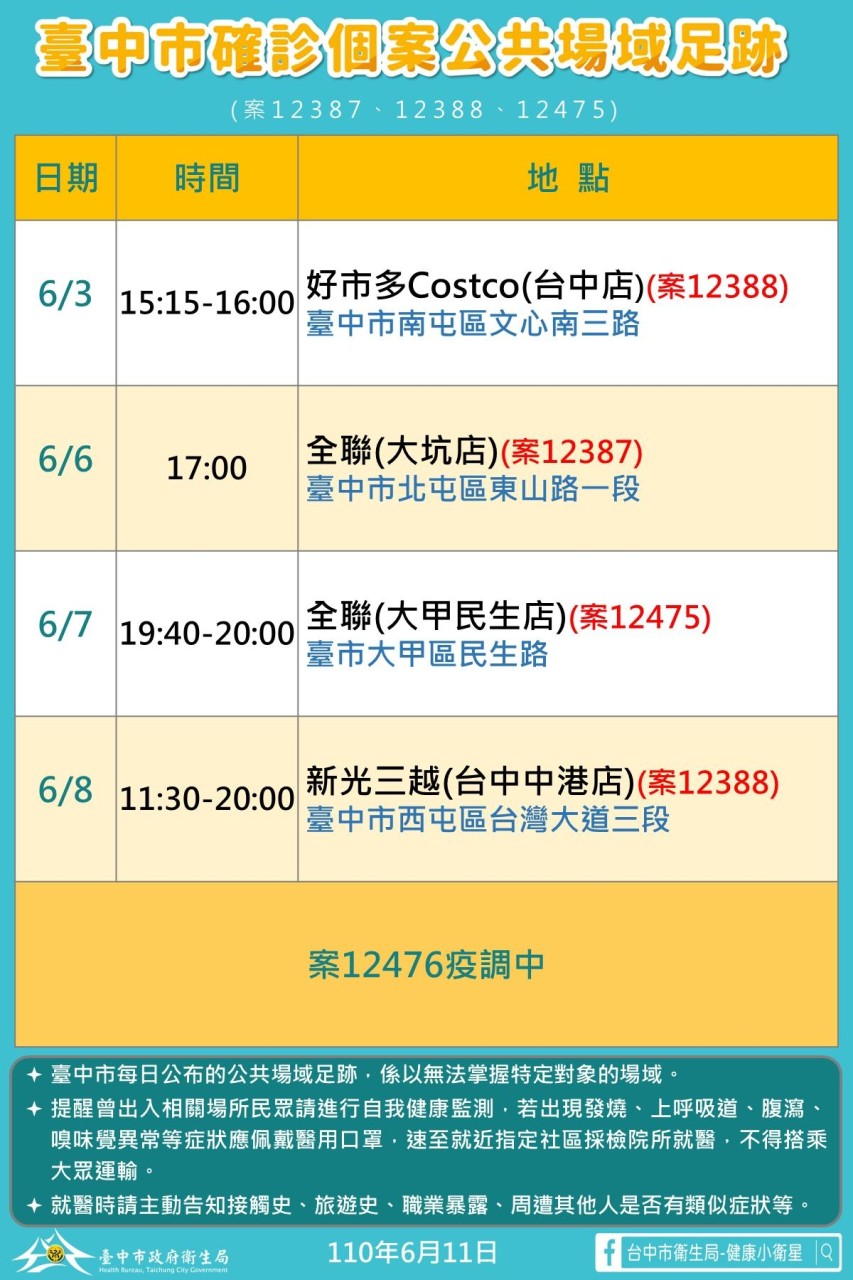 臺中市確診個案公共場域足跡
(案12387、12388、12475)
日期 時間 地 點
6/3 15:15-16:00 好市多Costco(台中店)(案12388)
臺中市南屯區文心南三路
6/6 17:00 全聯(大坑店)(案12387)
臺中市北屯區東山路一段
6/7 19:40-20:00 全聯(大甲民生店)(案12475)
臺市大甲區民生路
6/8 11:30-20:00 新光三越(台中中港店)(案12388)
臺中市西屯區台灣大道三段
案12476疫調中
臺中市每日公布的公共場域足跡，係以無法掌握特定對象的場域。
提醒曾出入相關場所民眾請進行自我健康監測，若出現發燒、上呼吸道、腹瀉、
嗅味覺異常等症狀應佩戴醫用口罩，速至就近指定社區採檢院所就醫，不得搭乘
大眾運輸。
就醫時請主動告知接觸史、旅遊史、職業暴露、周遭其他人是否有類似症狀等。
臺中市政府衛生局
Health Bureau, Taichung City Government
110年6月11日
台中市衛生局-健康小衛星